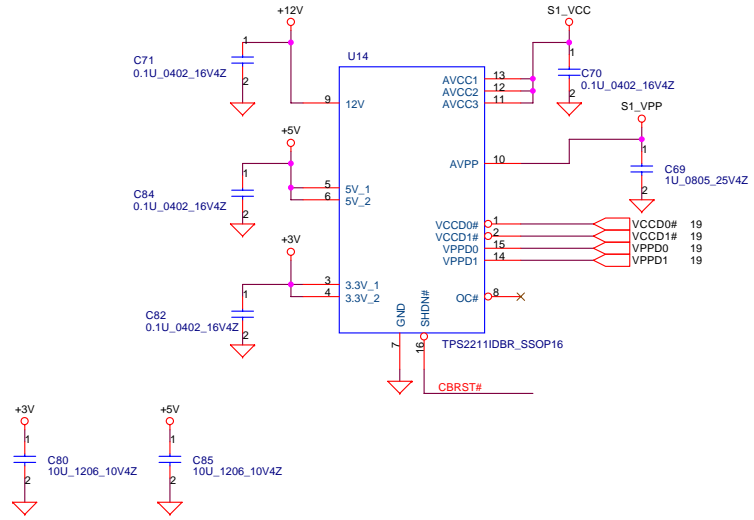 +12V
S1_VCC
1
C71
0.1U_0402_16V4Z
2
U14
1
C70
0.1U_0402_16V4Z
2
AVCC1 13
AVCC2 12
AVCC3 11
9 12V
S1_VPP
+5V
1
AVPP 10
C69
1U_0805_25V4Z
2
1
C84
0.1U_0402_16V4Z
2
5 5V_1
6 5V_2
VCCD0# 1
VCCD1# 2
VPPD0 15
VPPD1 14
VCCD0# 19
VCCD1# 19
VPPD0 19
VPPD1 19
+3V
1
C82
0.1U_0402_16V4Z
2
3 3.3V_1
4 3.3V_2
OC# 8
GND
SHDN#
7
16
TPS2211IDBR_SSOP16
CBRST#
+3V
1
C80
10U_1206_10V4Z
2
+5V
1
C85
10U_1206_10V4Z
2